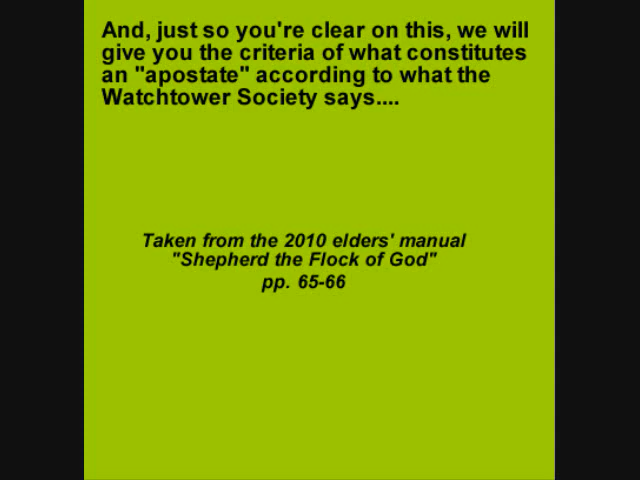 And, just so you're clear on this, we will
give you the criteria of what constitutes
an "apostate" according to what the
Watchtower Society says....
Taken from the 2010 elders' manual
"Shepherd the Flock of God"
pp. 65-66